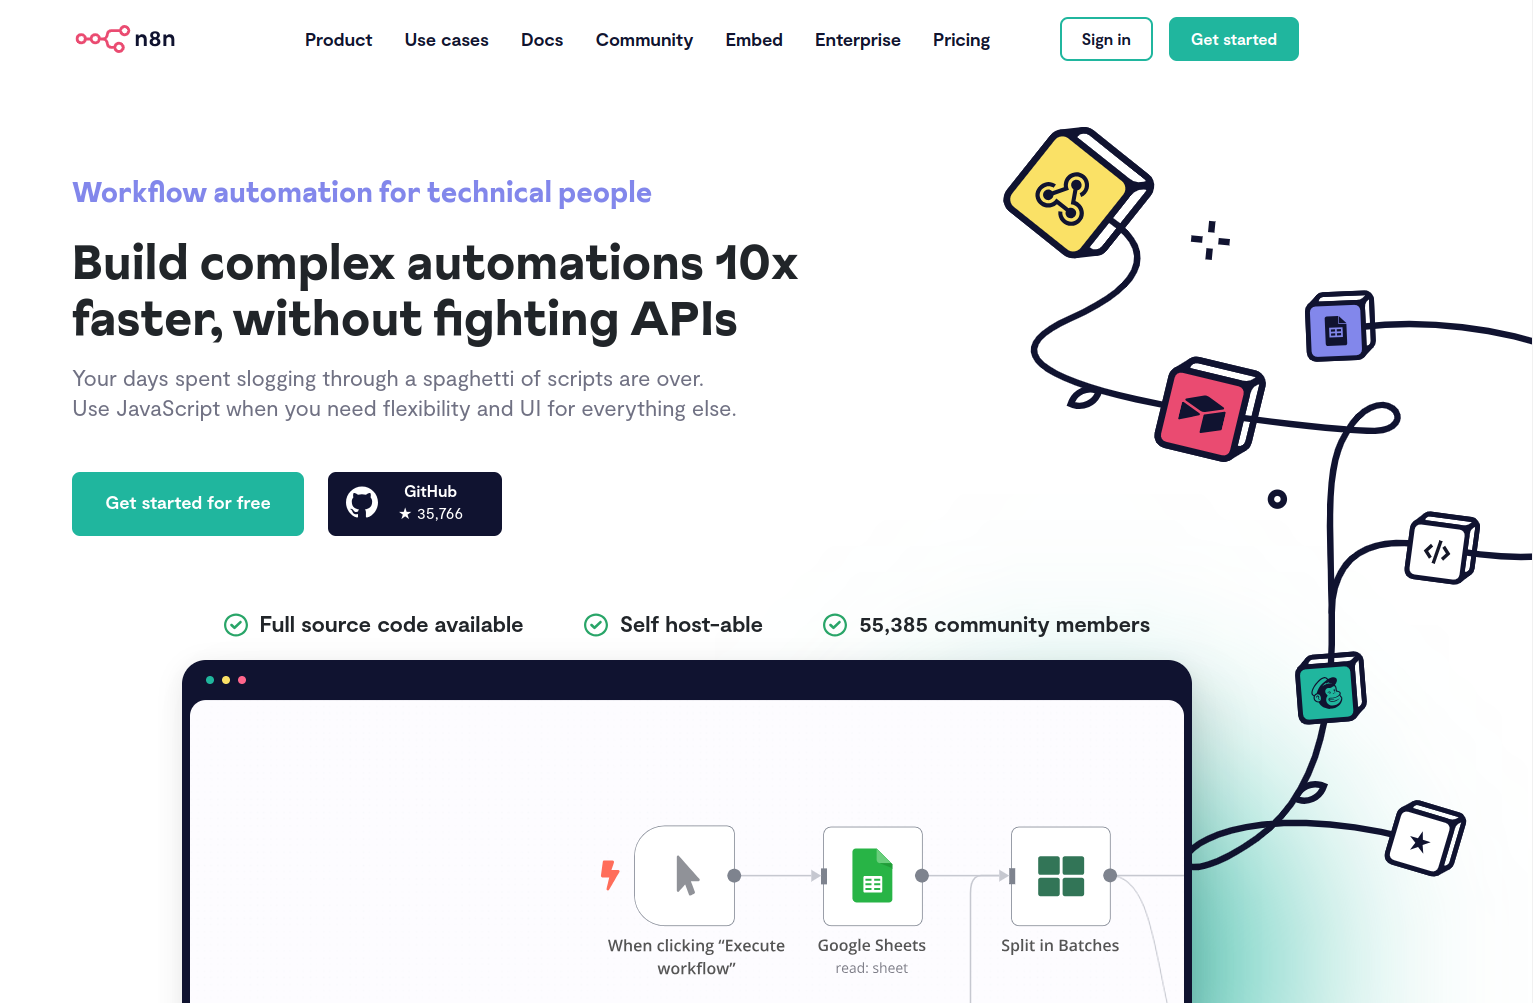 n8n
Product Use cases Docs Community Embed Enterprise Pricing Sign in Get started
Workflow automation for technical people
Build complex automations 10x
faster, without fighting APIs
Your days spent slogging through a spaghetti of scripts are over.
Use JavaScript when you need flexibility and UI for everything else.
Get started for free
GitHub
★ 35,766
Full source code available Self host-able 55,385 community members
</>
When clicking “Execute
workflow”
Google Sheets
read: sheet
Split in Batches